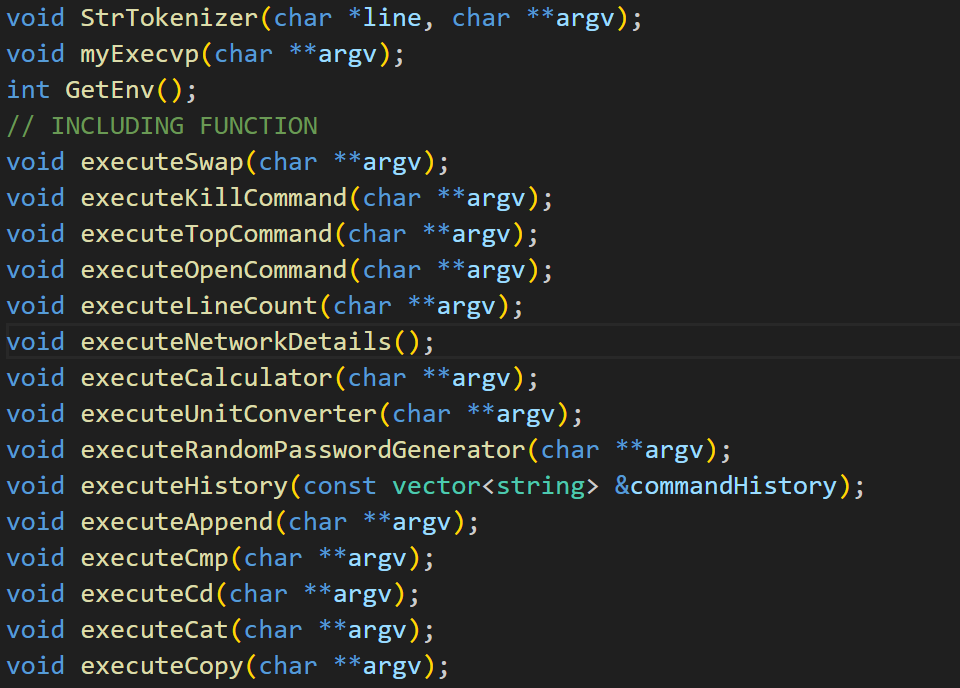 void StrTokenizer(char *line, char **argv);
void myExecvp(char **argv);
int GetEnv();
// INCLUDING FUNCTION
void executeSwap(char **argv);
void executeKillCommand(char **argv);
void executeTopCommand(char **argv);
void executeOpenCommand(char **argv);
void executeLineCount(char **argv);
void executeNetworkDetails();
void executeCalculator(char **argv);
void executeUnitConverter(char **argv);
void executeRandomPasswordGenerator(char **argv);
void executeHistory(const vector<string> &commandHistory);
void executeAppend(char **argv);
void executeCmp(char **argv);
void executeCd(char **argv);
void executeCat(char **argv);
void executeCopy(char **argv);